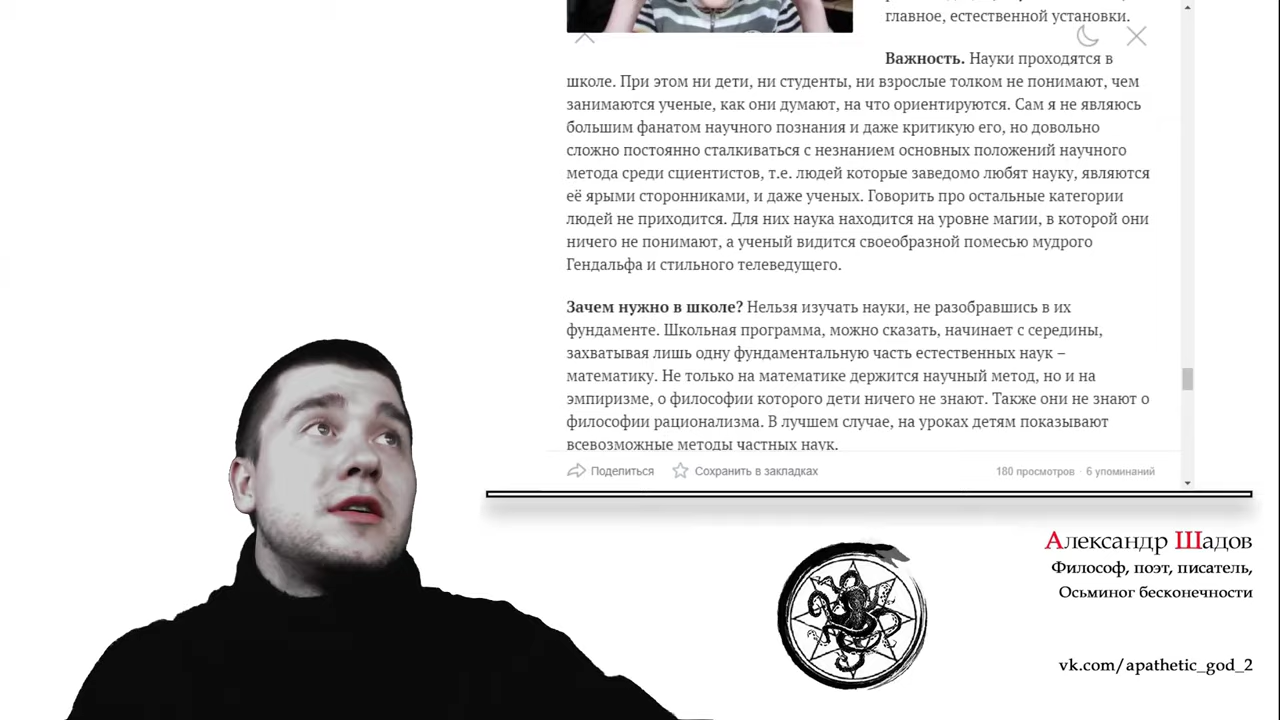 главное, естественной установки.
Важность. Науки проходятся в
школе. При этом ни дети, ни студенты, ни взрослые толком не понимают, чем
занимаются ученые, как они думают, на что ориентируются. Сам я не являюсь
большим фанатом научного познания и даже критикую его, но довольно
сложно постоянно сталкиваться с незнанием основных положений научного
метода среди сциентистов, т.е. людей которые заведомо любят науку, являются
её ярыми сторонниками, и даже ученых. Говорить про остальные категории
людей не приходится. Для них наука находится на уровне магии, в которой они
ничего не понимают, а ученый видится своеобразной помесью мудрого
Гендальфа и стильного телеведущего.
Зачем нужно в школе? Нельзя изучать науки, не разобравшись в их
фундаменте. Школьная программа, можно сказать, начинает с середины,
захватывая лишь одну фундаментальную часть естественных наук –
математику. Не только на математике держится научный метод, но и на
эмпиризме, о философии которого дети ничего не знают. Также они не знают о
философии рационализма. В лучшем случае, на уроках детям показывают
всевозможные методы частных наук.
Поделиться Сохранить в закладках 180 просмотров · 6 упоминаний
Александр Шадов
Философ, поэт, писатель,
Осьминог бесконечности
vk.com/apathetic_god_2